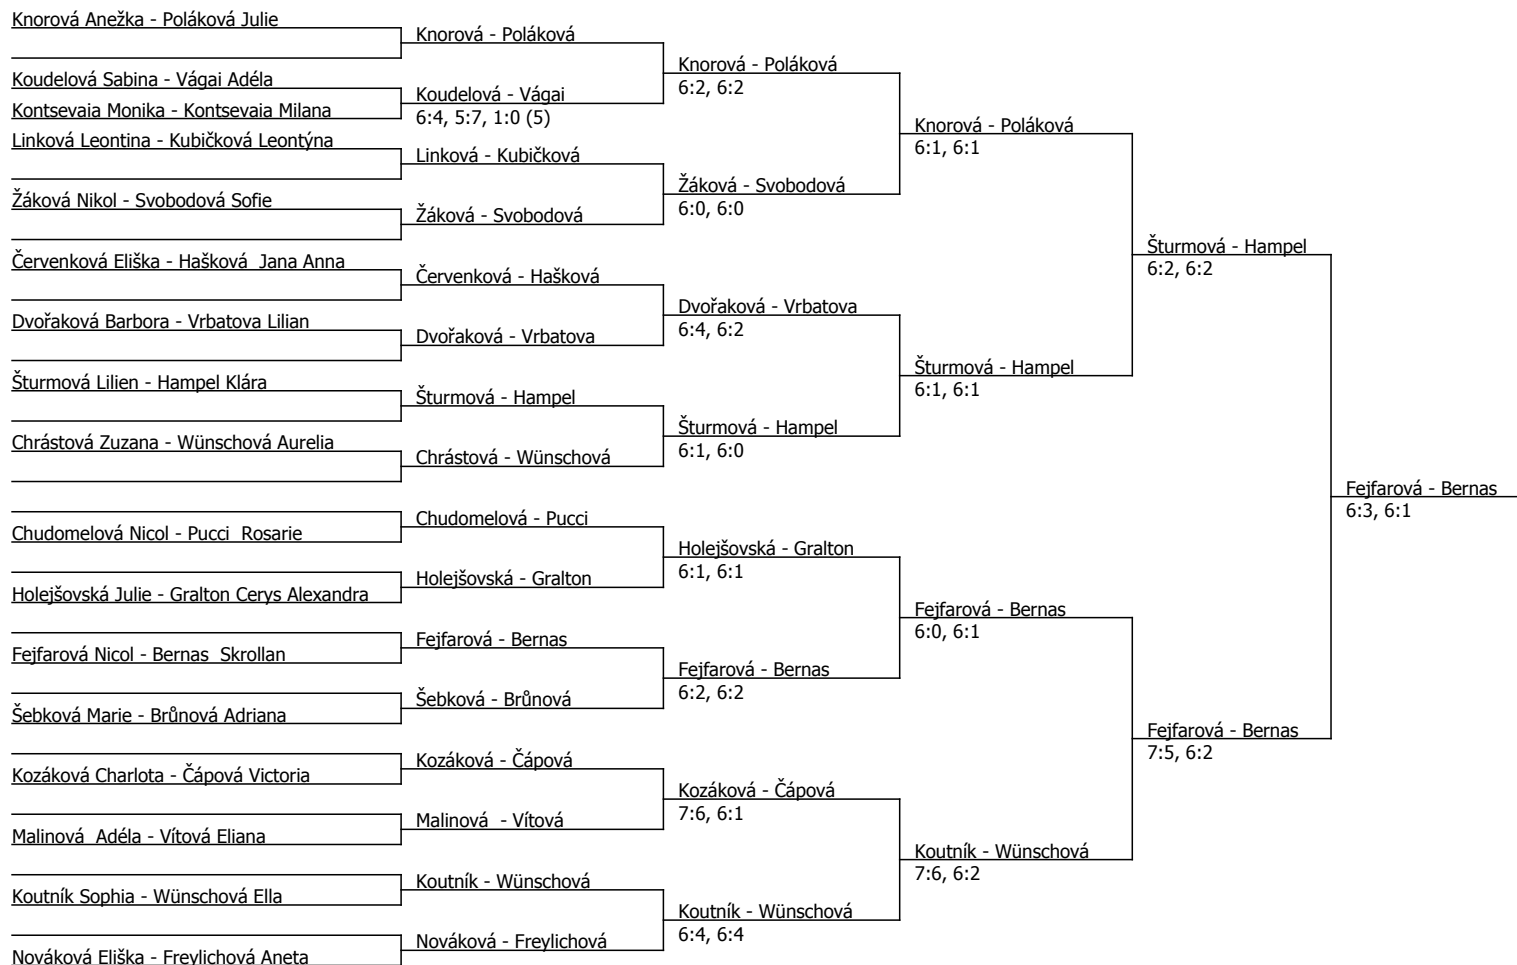 Knorová Anežka - Poláková Julie
Koudelová Sabina - Vágai Adéla
Kontsevaia Monika - Kontsevaia Milana
Linková Leontina - Kubičková Leontýna
Žáková Nikol - Svobodová Sofie
Červenková Eliška - Hašková  Jana Anna
Dvořaková Barbora - Vrbatova Lilian
Šturmová Lilien - Hampel Klára
Chrástová Zuzana - Wünschová Aurelia
Chudomelová Nicol - Pucci  Rosarie
Holejšovská Julie - Gralton Cerys Alexandra
Fejfarová Nicol - Bernas  Skrollan
Šebková Marie - Brůnová Adriana
Kozáková Charlota - Čápová Victoria
Malinová  Adéla - Vítová Eliana
Koutník Sophia - Wünschová Ella
Nováková Eliška - Freylichová Aneta
Knorová - Poláková
Koudelová - Vágai
6:4, 5:7, 1:0 (5)
Linková - Kubičková
Žáková - Svobodová
Červenková - Hašková
Dvořaková - Vrbatova
Šturmová - Hampel
Chrástová - Wünschová
Chudomelová - Pucci
Holejšovská - Gralton
Fejfarová - Bernas
Šebková - Brůnová
Kozáková - Čápová
Malinová  - Vítová
Koutník - Wünschová
Nováková - Freylichová
Knorová - Poláková
6:2, 6:2
Žáková - Svobodová
6:0, 6:0
Dvořaková - Vrbatova
6:4, 6:2
Šturmová - Hampel
6:1, 6:0
Holejšovská - Gralton
6:1, 6:1
Fejfarová - Bernas
6:2, 6:2
Kozáková - Čápová
7:6, 6:1
Koutník - Wünschová
6:4, 6:4
Knorová - Poláková
6:1, 6:1
Šturmová - Hampel
6:1, 6:1
Fejfarová - Bernas
6:0, 6:1
Koutník - Wünschová
7:6, 6:2
Šturmová - Hampel
6:2, 6:2
Fejfarová - Bernas
7:5, 6:2
Fejfarová - Bernas
6:3, 6:1